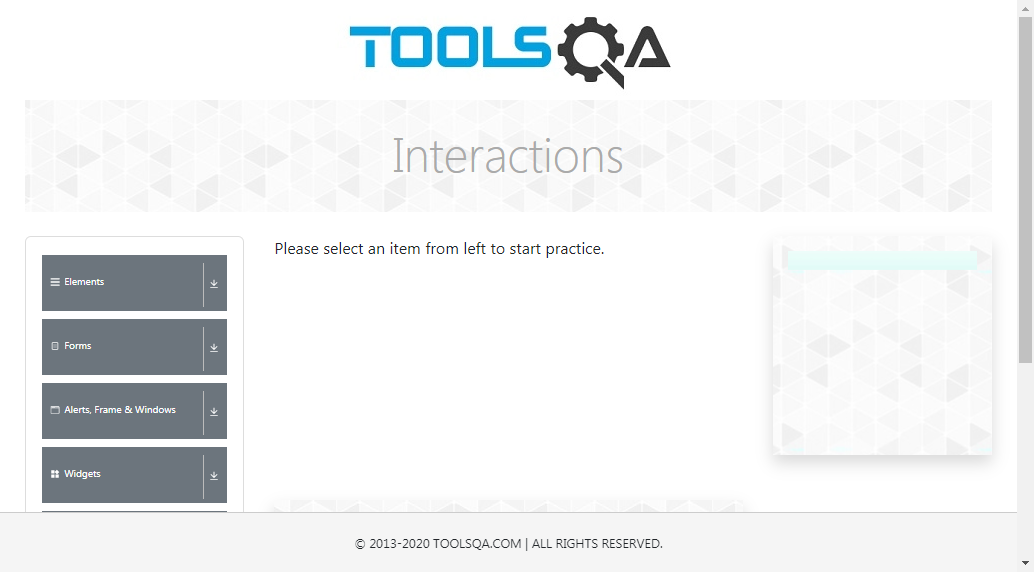 TOOLSQA
Interactions
Elements
Forms
Alerts, Frame & Windows
Widgets
Please select an item from left to start practice.
© 2013-2020 TOOLSQA.COM | ALL RIGHTS RESERVED.